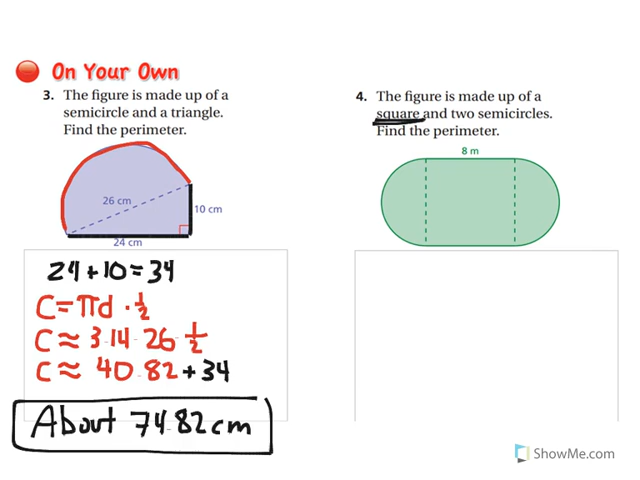 On Your Own
3. The figure is made up of a
semicircle and a triangle.
Find the perimeter.
26 cm
10 cm
24 cm
24 + 10 = 34
C = πd · 1/2
C ≈ 3.14 · 26 · 1/2
C ≈ 40.82 + 34
About 74.82 cm
4. The figure is made up of a
square and two semicircles.
Find the perimeter.
8 m
ShowMe.com